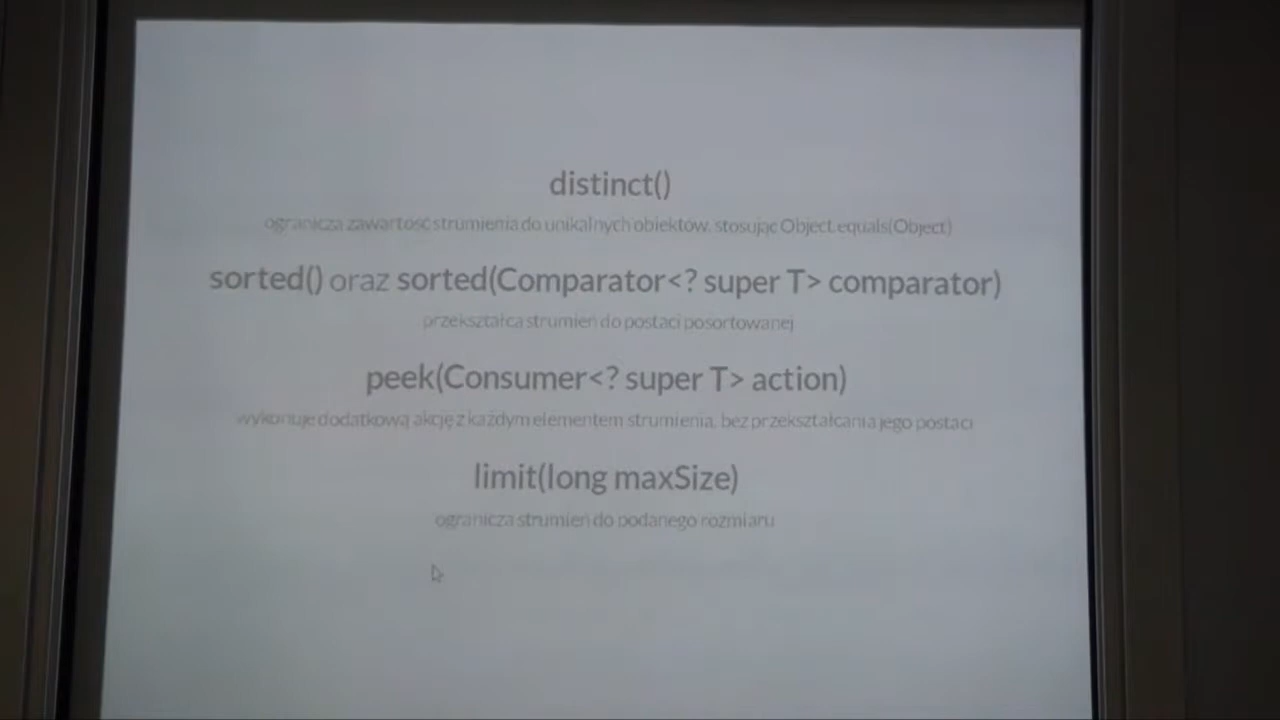 distinct()
ogranicza zawartość strumienia do unikalnych obiektów, stosując Object.equals(Object)
sorted() oraz sorted(Comparator<? super T> comparator)
przekształca strumień do postaci posortowanej
peek(Consumer<? super T> action)
wykonuje dodatkową akcję z każdym elementem strumienia, bez przekształcania jego postaci
limit(long maxSize)
ogranicza strumień do podanego rozmiaru